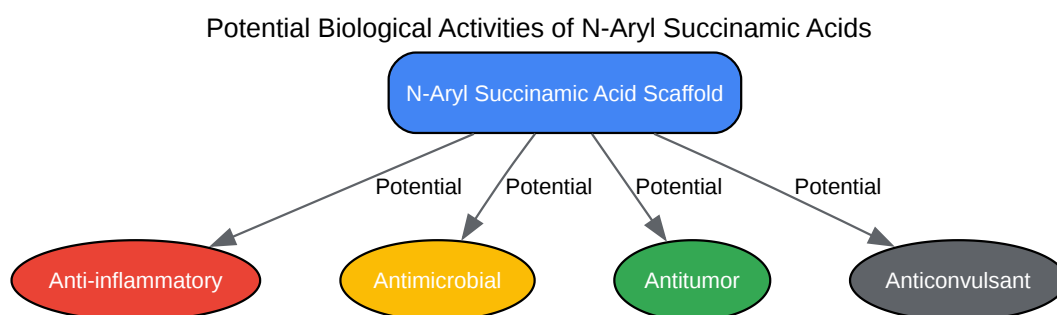 Potential Biological Activities of N-Aryl Succinamic Acids
N-Aryl Succinamic Acid Scaffold
Potential
Potential
Potential
Potential
Anti-inflammatory
Antimicrobial
Antitumor
Anticonvulsant